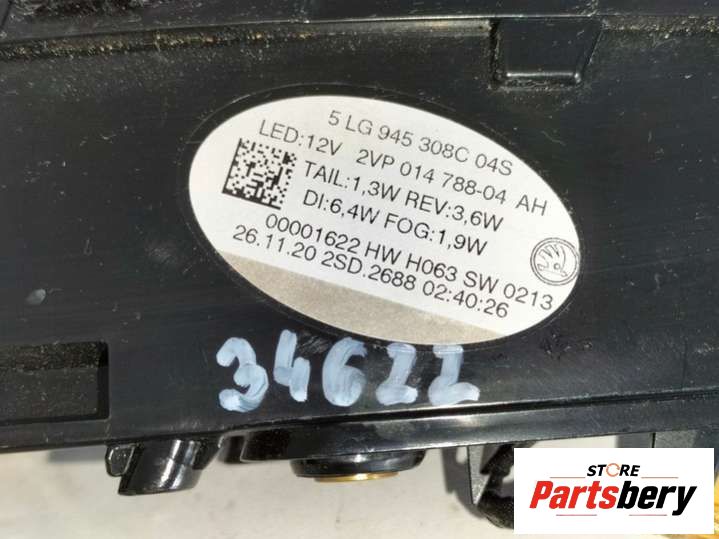 5 LG 945 308C 04S
LED:12V 2VP 014 788-04 AH
TAIL:1,3W REV:3,6W
DI:6,4W FOG:1,9W
00001622 HW H063 SW 0213
26.11.20 2SD.2688 02:40:26
34622
STORE
Partsbery